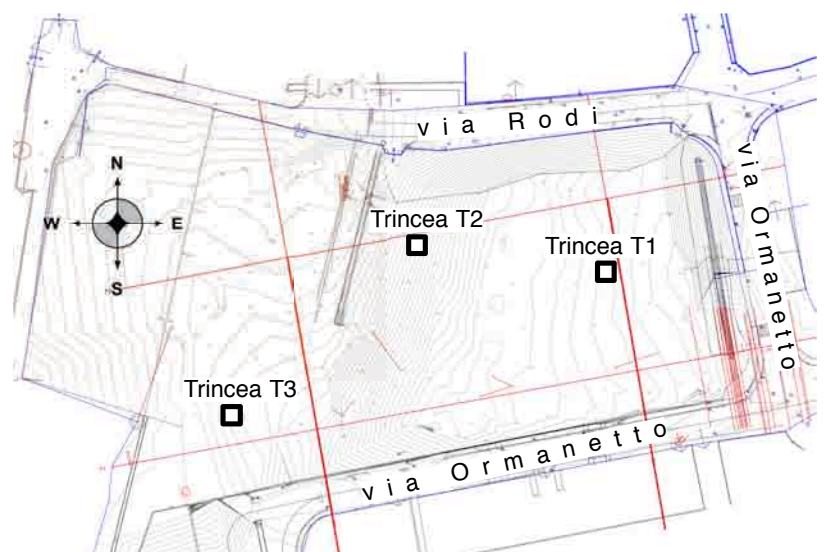 via Rodi
via Ormanetto
N
W E
S
Trincea T2
Trincea T1
Trincea T3
via Ormanetto